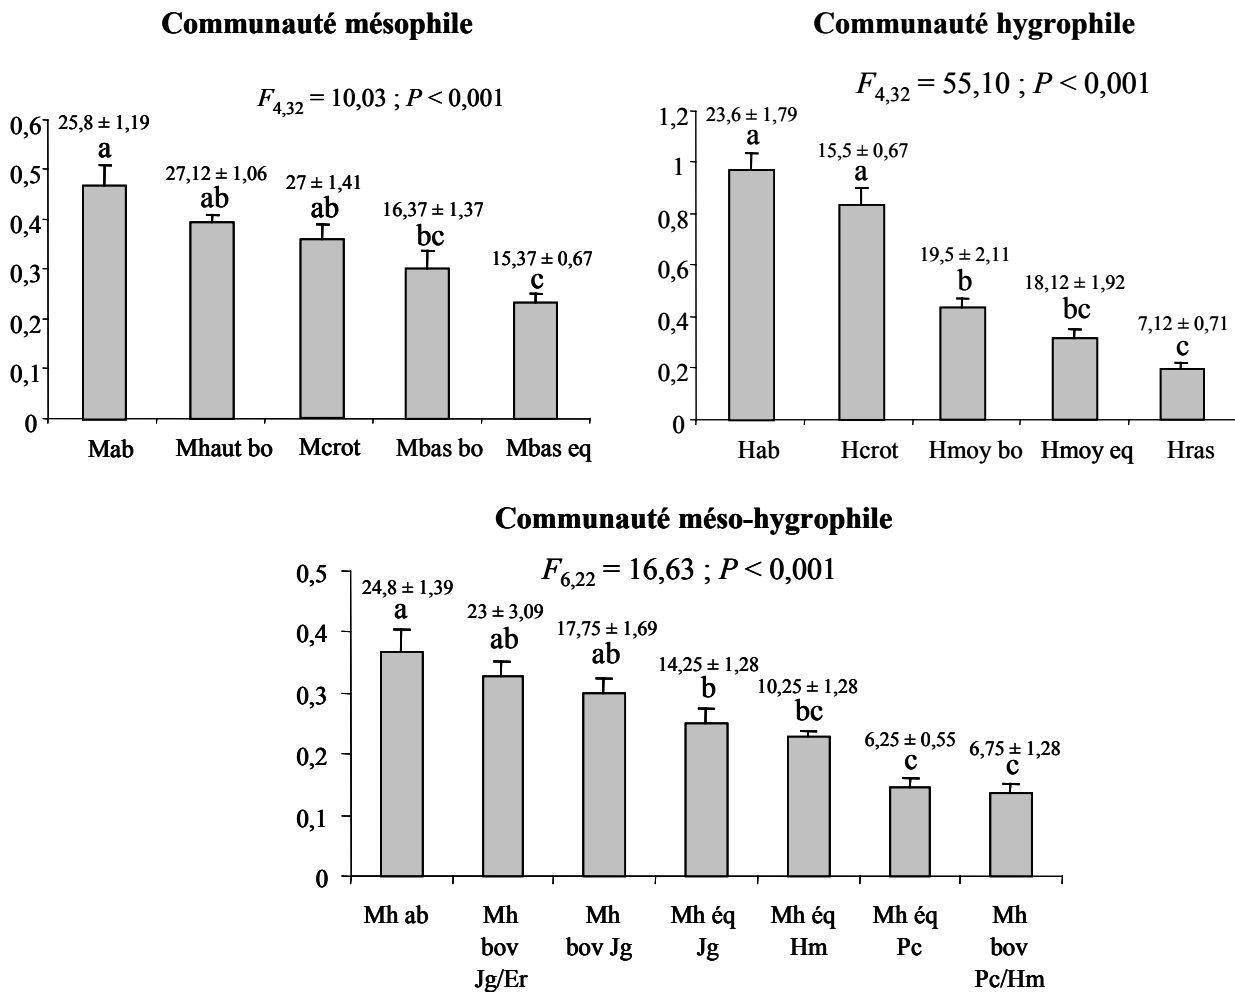 Communauté mésophile
F4,32 = 10,03 ; P < 0,001
0,6
0,5
0,4
0,3
0,2
0,1
0
25,8 ± 1,19
a
27,12 ± 1,06
ab
27 ± 1,41
ab
16,37 ± 1,37
bc
15,37 ± 0,67
c
Mab
Mhaut bo
Mcrot
Mbas bo
Mbas eq
Communauté hygrophile
F4,32 = 55,10 ; P < 0,001
1,2
1
0,8
0,6
0,4
0,2
0
23,6 ± 1,79
a
15,5 ± 0,67
a
19,5 ± 2,11
b
18,12 ± 1,92
bc
7,12 ± 0,71
c
Hab
Hcrot
Hmoy bo
Hmoy eq
Hras
Communauté méso-hygrophile
F6,22 = 16,63 ; P < 0,001
0,5
0,4
0,3
0,2
0,1
0
24,8 ± 1,39
a
23 ± 3,09
ab
17,75 ± 1,69
ab
14,25 ± 1,28
b
10,25 ± 1,28
bc
6,25 ± 0,55
c
6,75 ± 1,28
c
Mh ab
Mh
bov
Jg/Er
Mh
bov Jg
Mh éq
Jg
Mh éq
Hm
Mh éq
Pc
Mh
bov
Pc/Hm